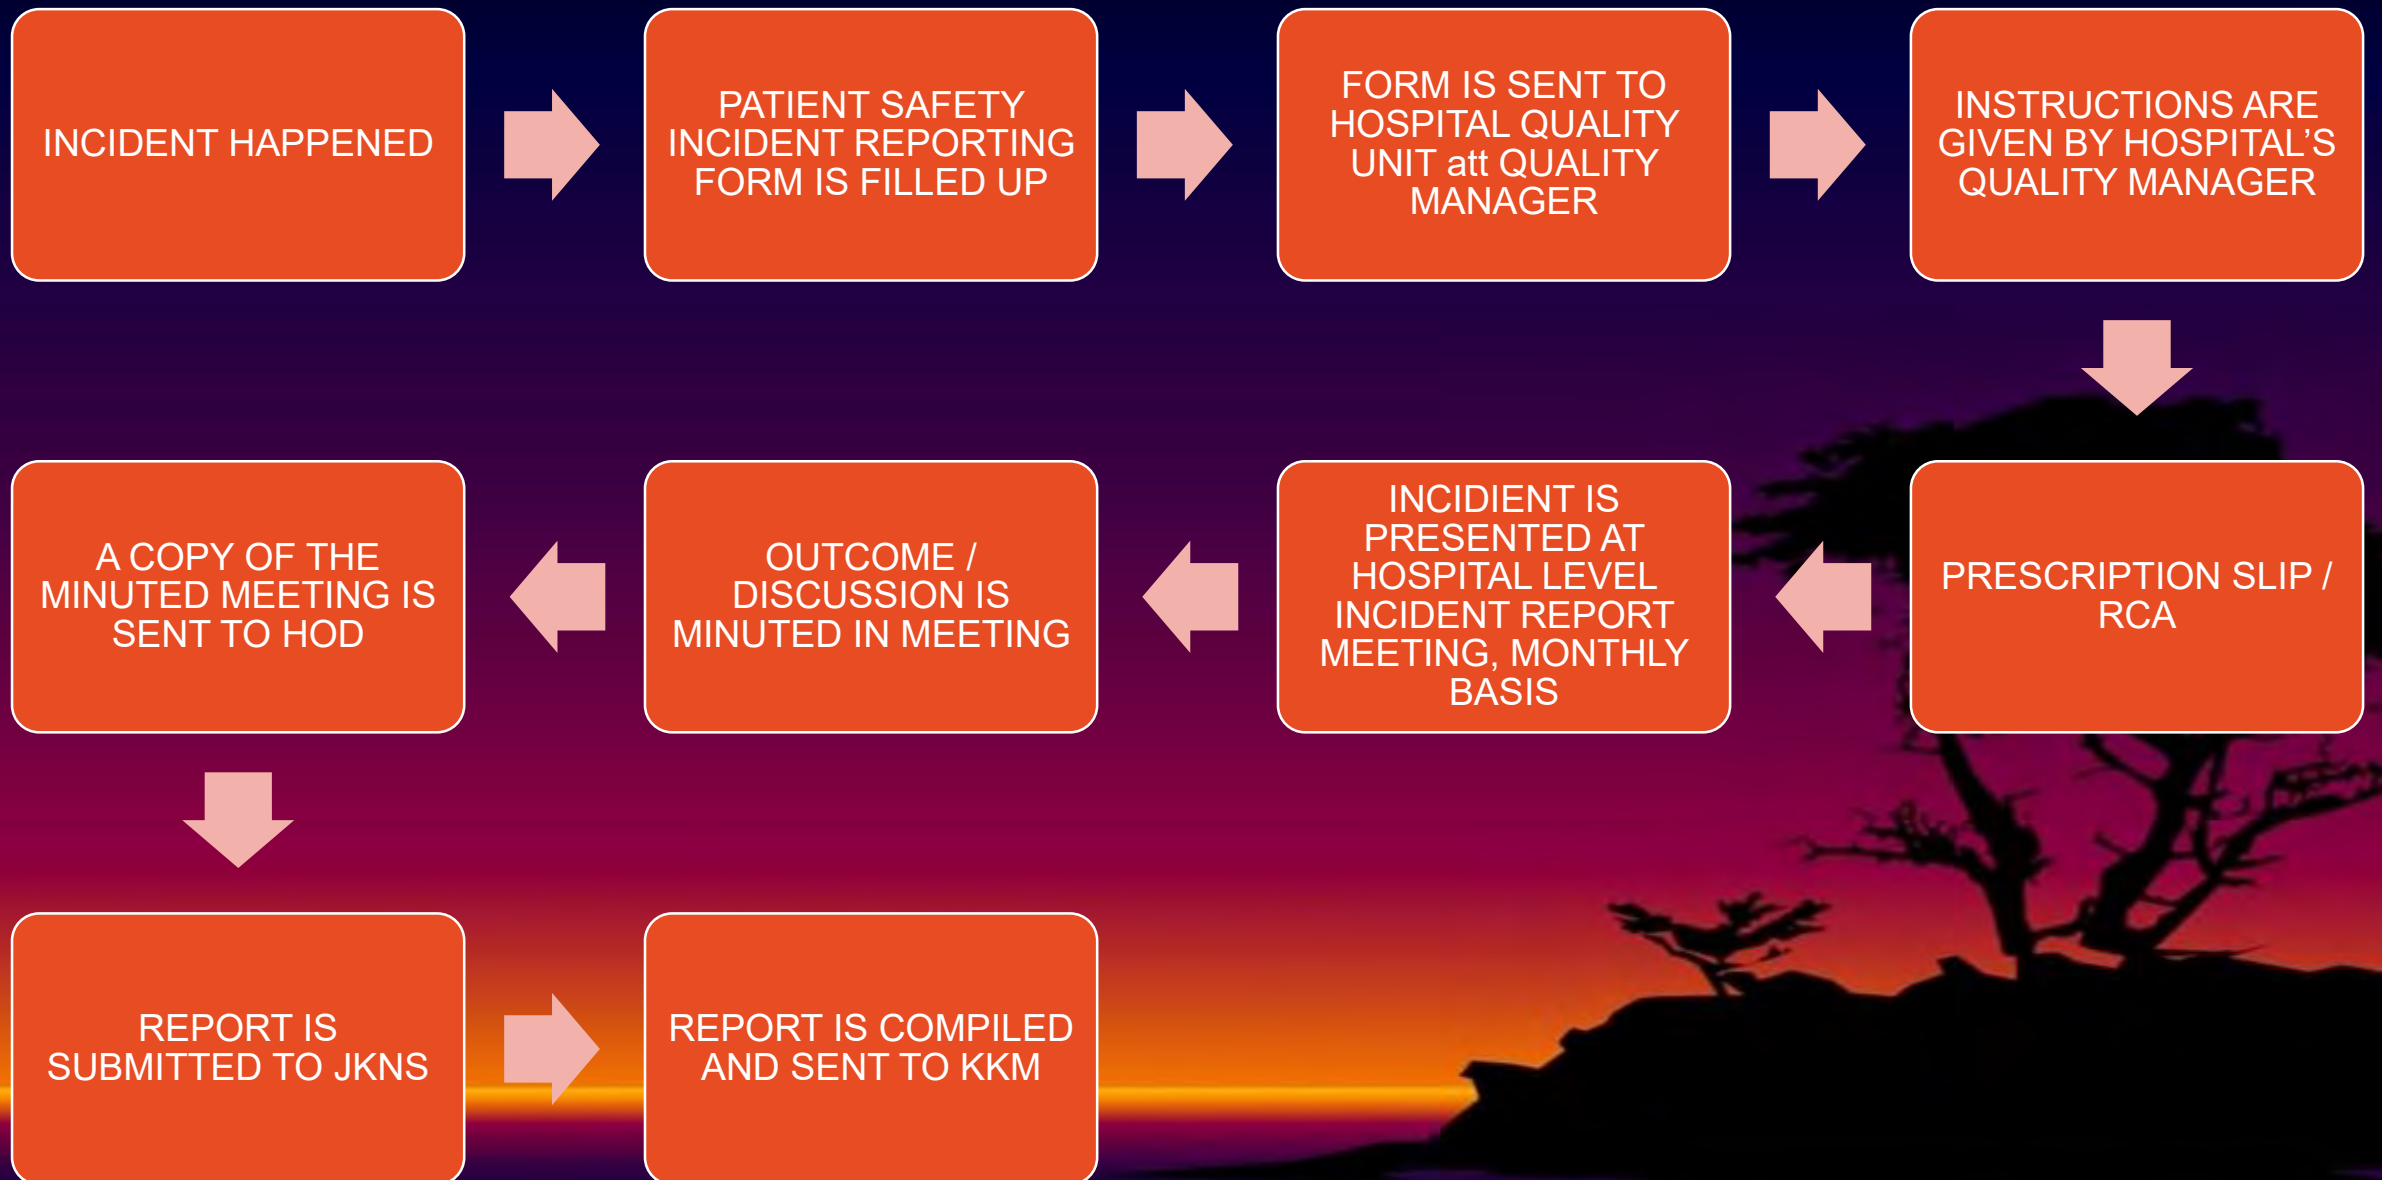 INCIDENT HAPPENED
PATIENT SAFETY
INCIDENT REPORTING
FORM IS FILLED UP
FORM IS SENT TO
HOSPITAL QUALITY
UNIT att QUALITY
MANAGER
INSTRUCTIONS ARE
GIVEN BY HOSPITAL’S
QUALITY MANAGER
PRESCRIPTION SLIP /
RCA
INCIDIENT IS
PRESENTED AT
HOSPITAL LEVEL
INCIDENT REPORT
MEETING, MONTHLY
BASIS
OUTCOME /
DISCUSSION IS
MINUTED IN MEETING
A COPY OF THE
MINUTED MEETING IS
SENT TO HOD
REPORT IS
SUBMITTED TO JKNS
REPORT IS COMPILED
AND SENT TO KKM